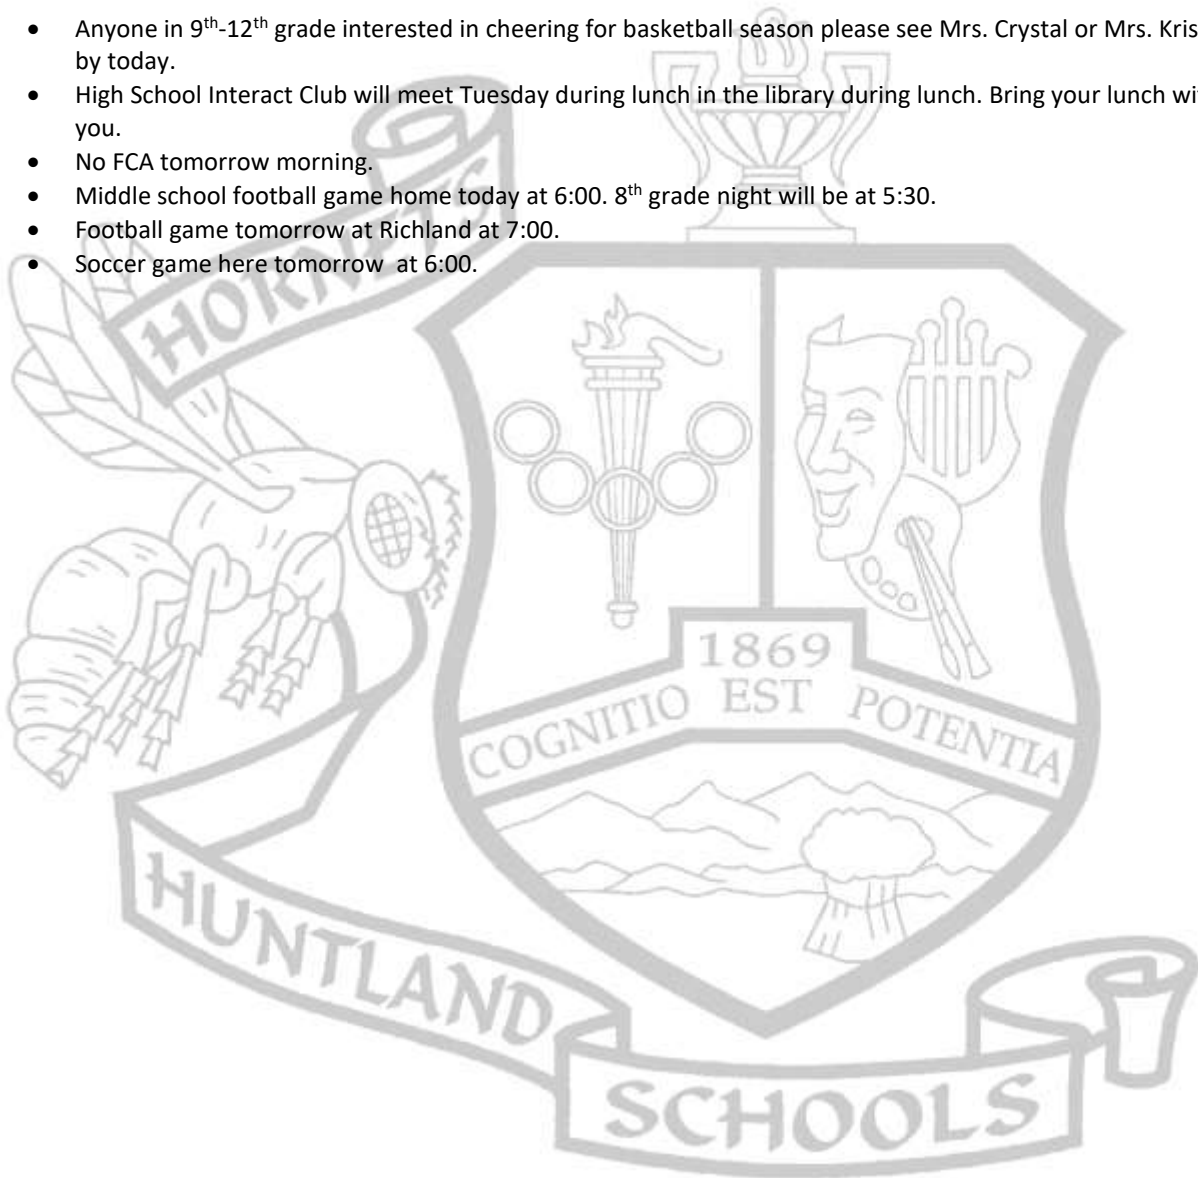 • Anyone in 9th-12th grade interested in cheering for basketball season please see Mrs. Crystal or Mrs.
by today.
• High School Interact Club will meet Tuesday during lunch in the library during lunch. Bring your lunch
you.
• No FCA tomorrow morning.
• Middle school football game home today at 6:00. 8th grade night will be at 5:30.
• Football game tomorrow at Richland at 7:00.
• Soccer game here tomorrow  at 6:00.
HORNETS
1869
COGNITIO EST POTENTIA
HUNTLAND
SCHOOLS